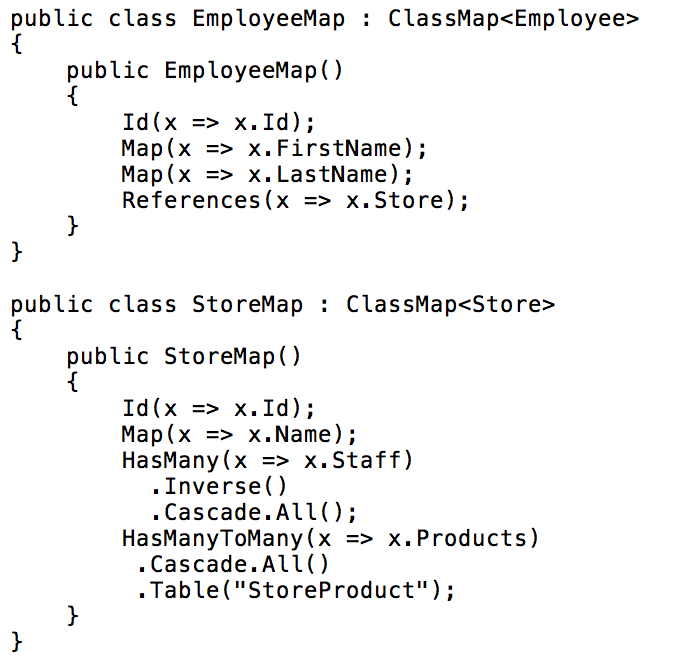 public class EmployeeMap : ClassMap<Employee>
{
    public EmployeeMap()
    {
        Id(x => x.Id);
        Map(x => x.FirstName);
        Map(x => x.LastName);
        References(x => x.Store);
    }
}

public class StoreMap : ClassMap<Store>
{
    public StoreMap()
    {
        Id(x => x.Id);
        Map(x => x.Name);
        HasMany(x => x.Staff)
          .Inverse()
          .Cascade.All();
        HasManyToMany(x => x.Products)
         .Cascade.All()
         .Table("StoreProduct");
    }
}